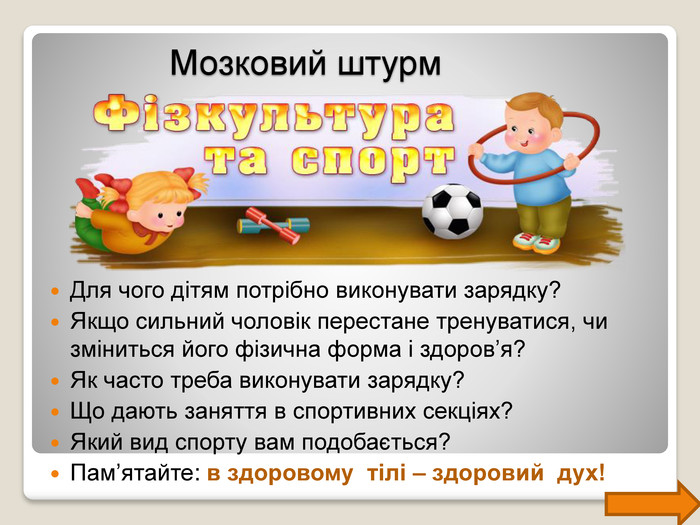 Мозковий штурм
Фізкультура
та спорт
Для чого дітям потрібно виконувати зарядку?
Якщо сильний чоловік перестане тренуватися, чи
зміниться його фізична форма і здоров’я?
Як часто треба виконувати зарядку?
Що дають заняття в спортивних секціях?
Який вид спорту вам подобається?
Пам’ятайте: в здоровому тілі – здоровий дух!